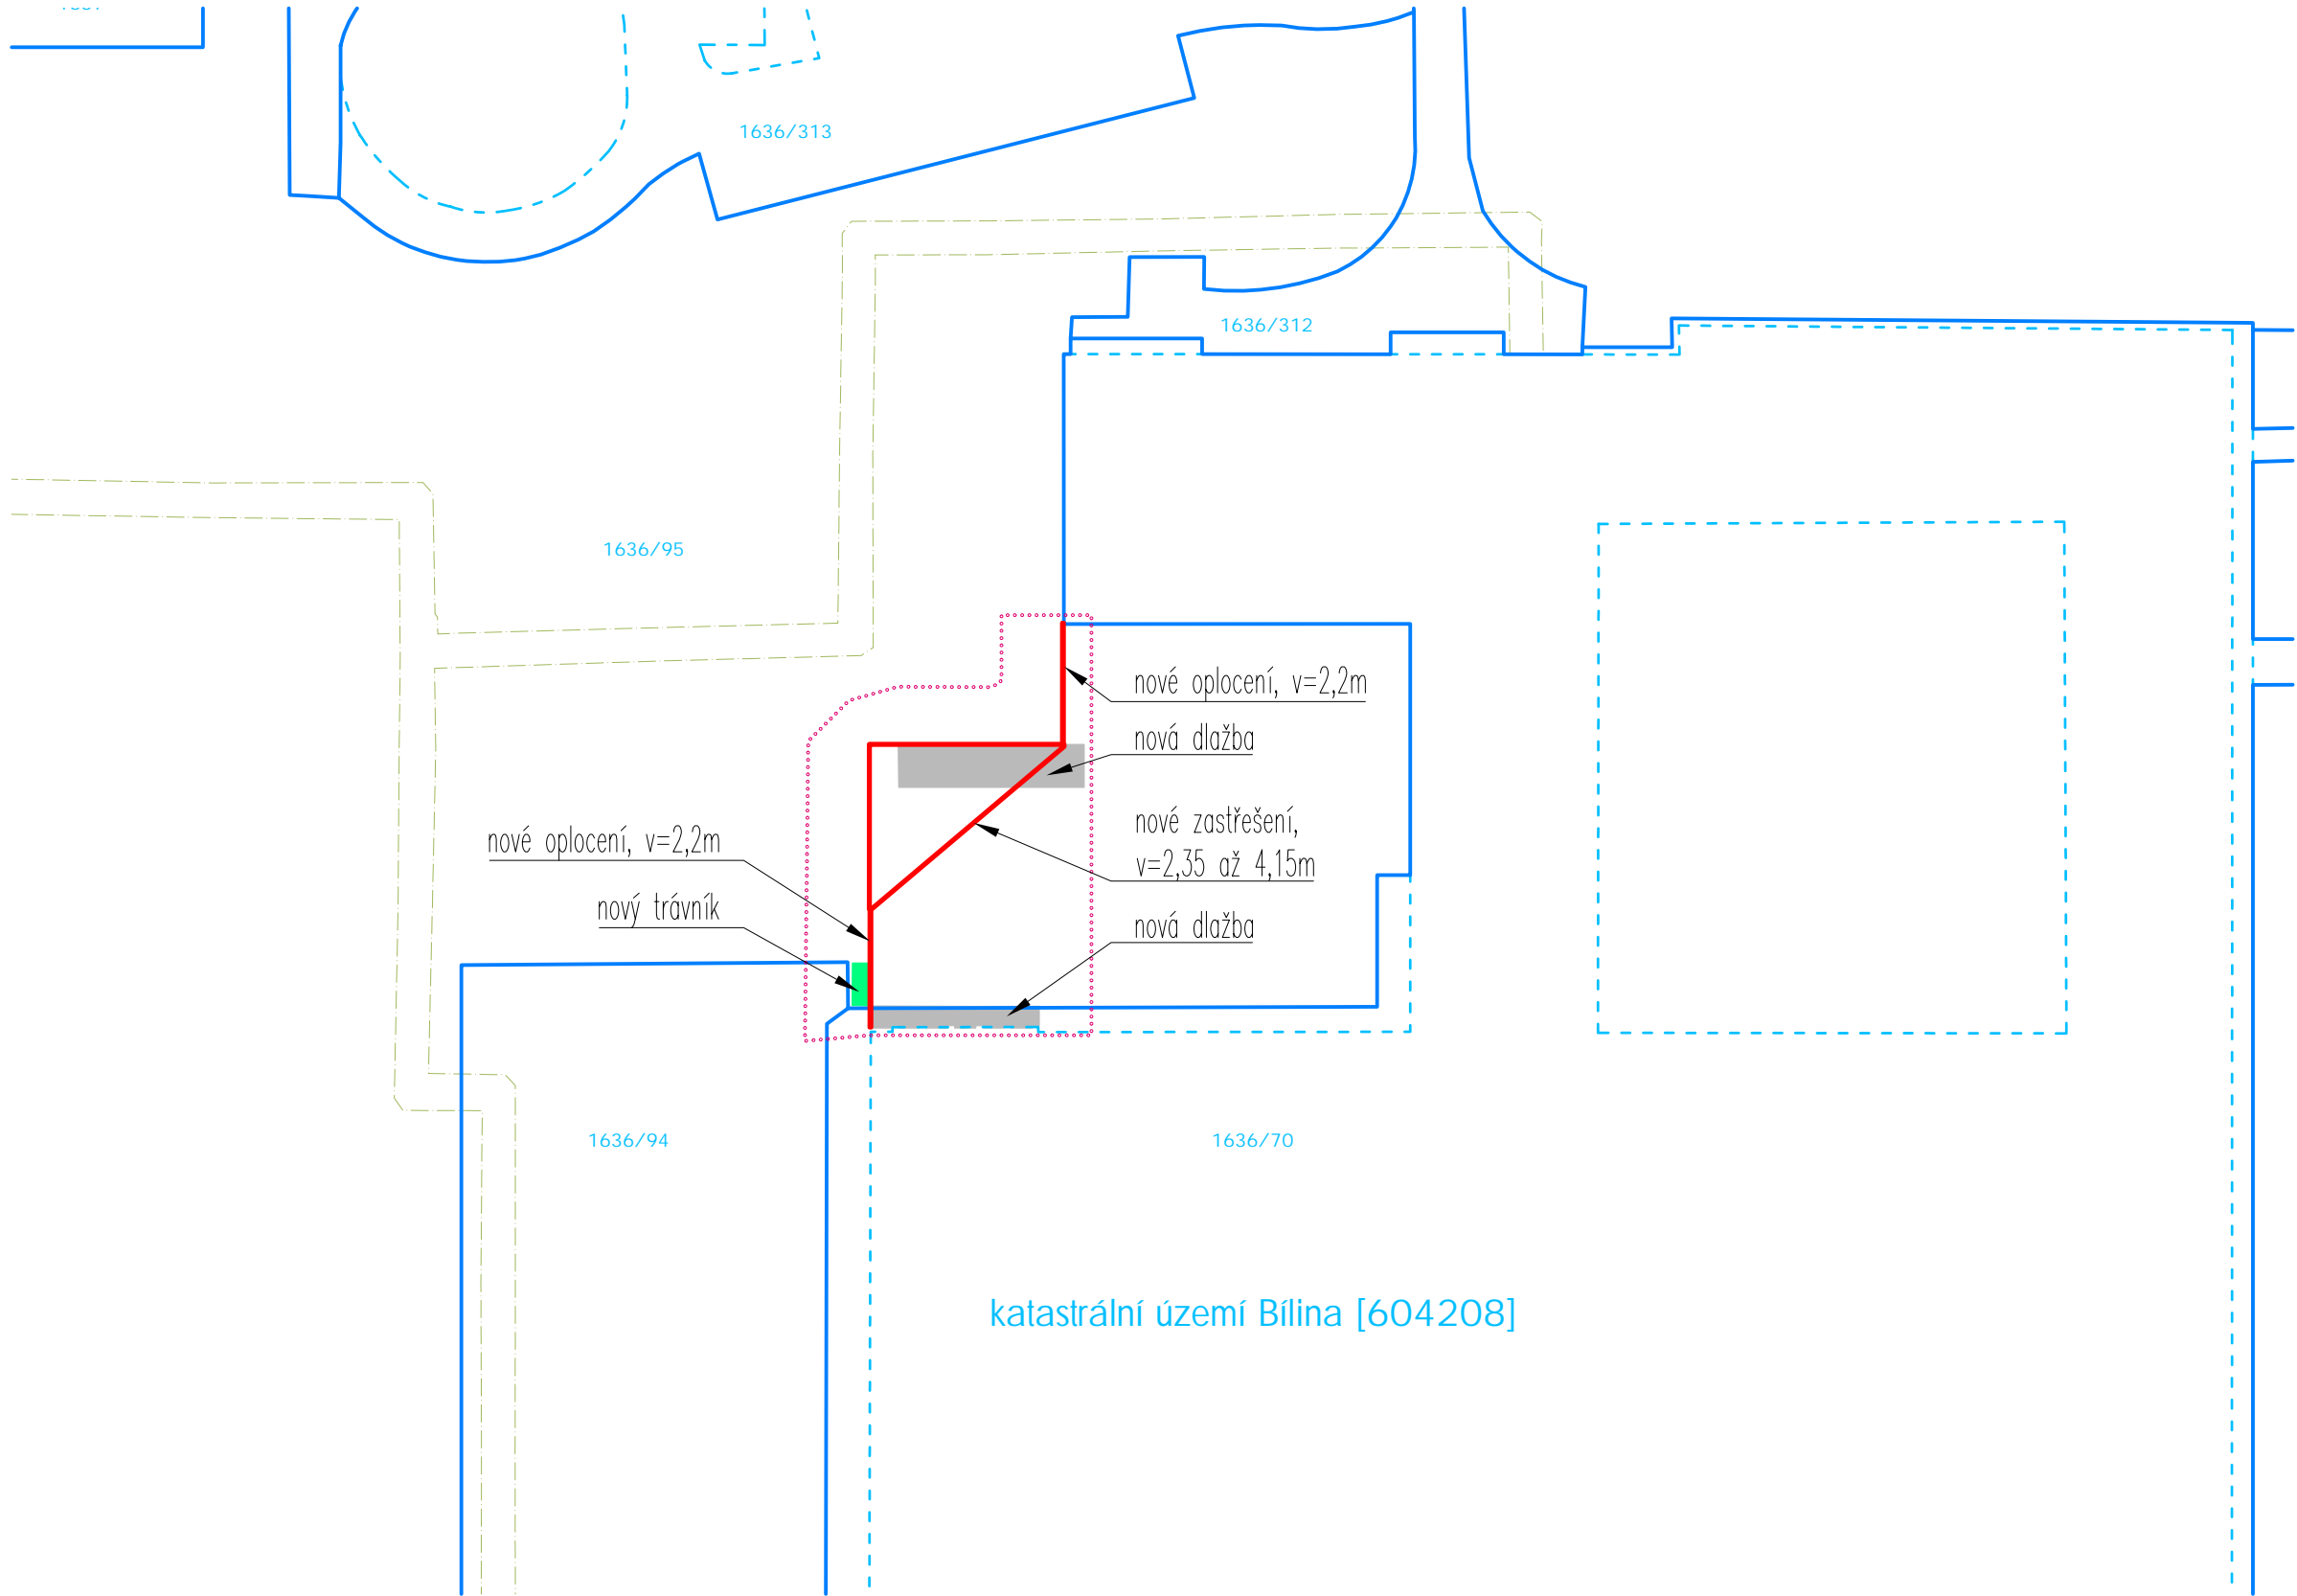 1636/313
1636/312
1636/95
nové oplocení, v=2,2m
nová dlažba
nové zastřešení,
v=2,35 až 4,15m
nové oplocení, v=2,2m
nový trávník
nová dlažba
1636/94
1636/70
katastrální území Bílina [604208]